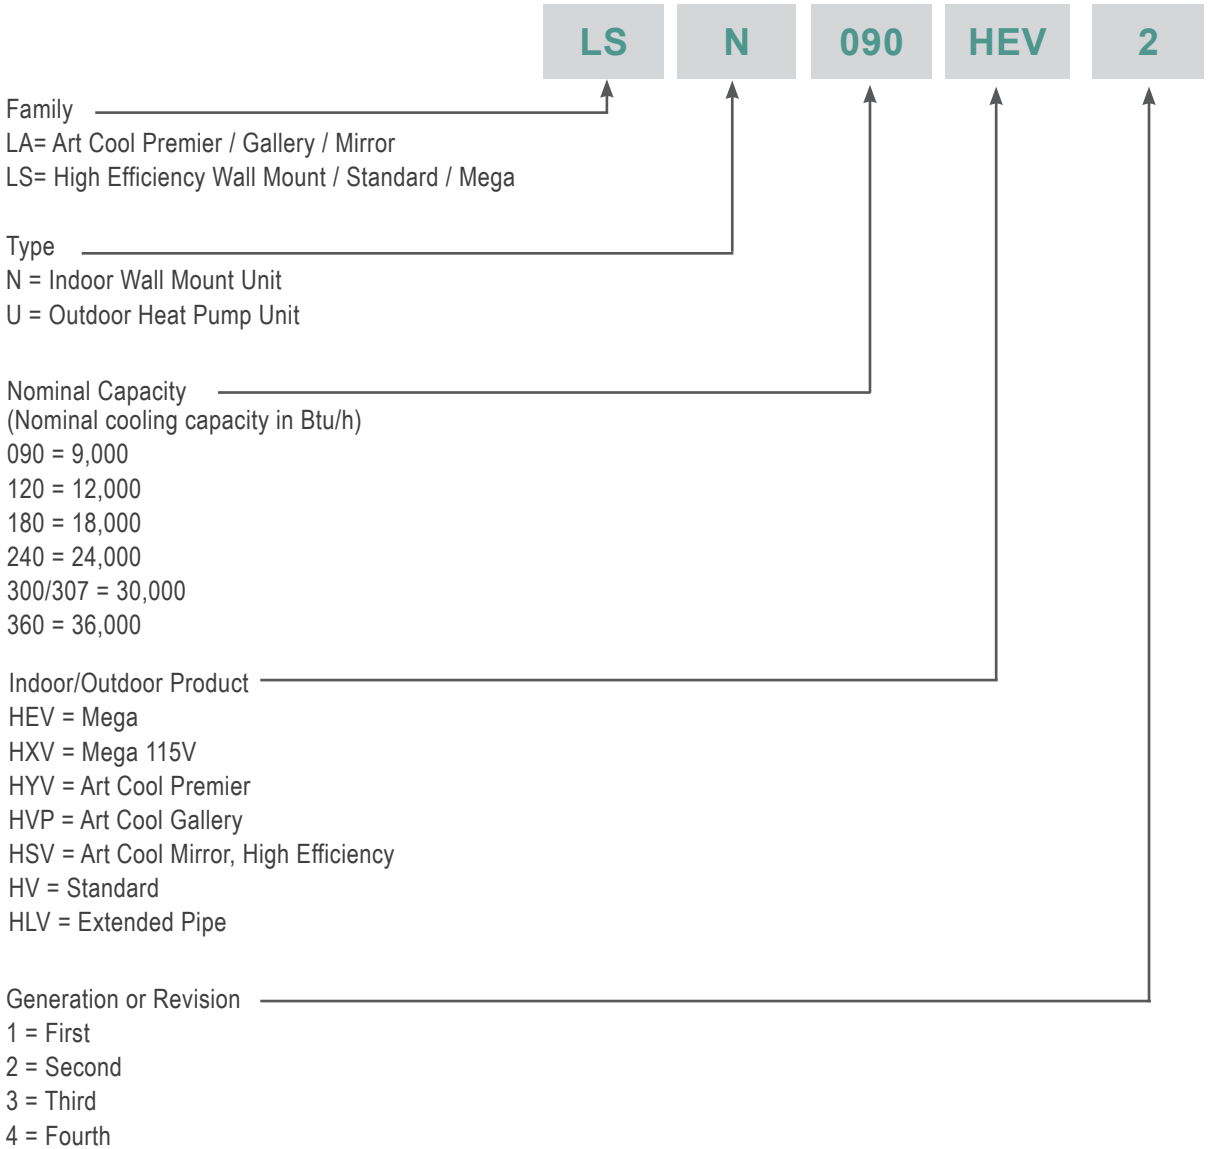 LS N 090 HEV 2
Family
LA= Art Cool Premier / Gallery / Mirror
LS= High Efficiency Wall Mount / Standard / Mega
Type
N = Indoor Wall Mount Unit
U = Outdoor Heat Pump Unit
Nominal Capacity
(Nominal cooling capacity in Btu/h)
090 = 9,000
120 = 12,000
180 = 18,000
240 = 24,000
300/307 = 30,000
360 = 36,000
Indoor/Outdoor Product
HEV = Mega
HXV = Mega 115V
HYV = Art Cool Premier
HVP = Art Cool Gallery
HSV = Art Cool Mirror, High Efficiency
HV = Standard
HLV = Extended Pipe
Generation or Revision
1 = First
2 = Second
3 = Third
4 = Fourth